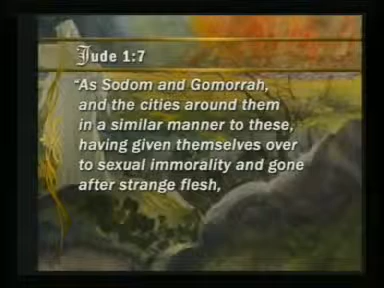 Jude 1:7
“As Sodom and Gomorrah,
and the cities around them
in a similar manner to these,
having given themselves over
to sexual immorality and gone
after strange flesh,